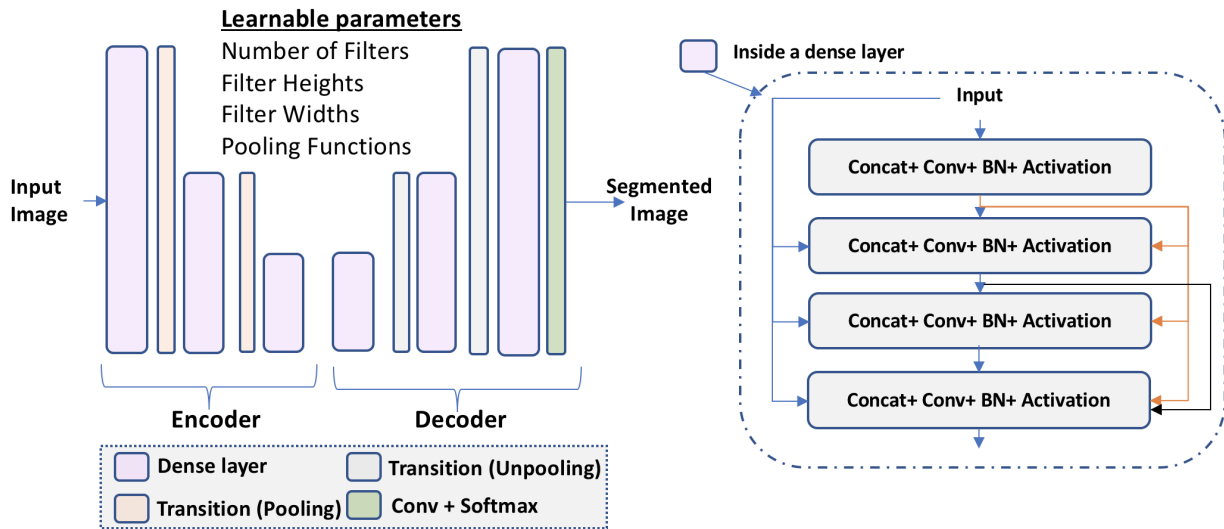 Learnable parameters
Number of Filters
Filter Heights
Filter Widths
Pooling Functions
Input
Image
Segmented
Image
Encoder
Decoder
Dense layer
Transition (Unpooling)
Transition (Pooling)
Conv + Softmax
Inside a dense layer
Input
Concat+ Conv+ BN+ Activation
Concat+ Conv+ BN+ Activation
Concat+ Conv+ BN+ Activation
Concat+ Conv+ BN+ Activation